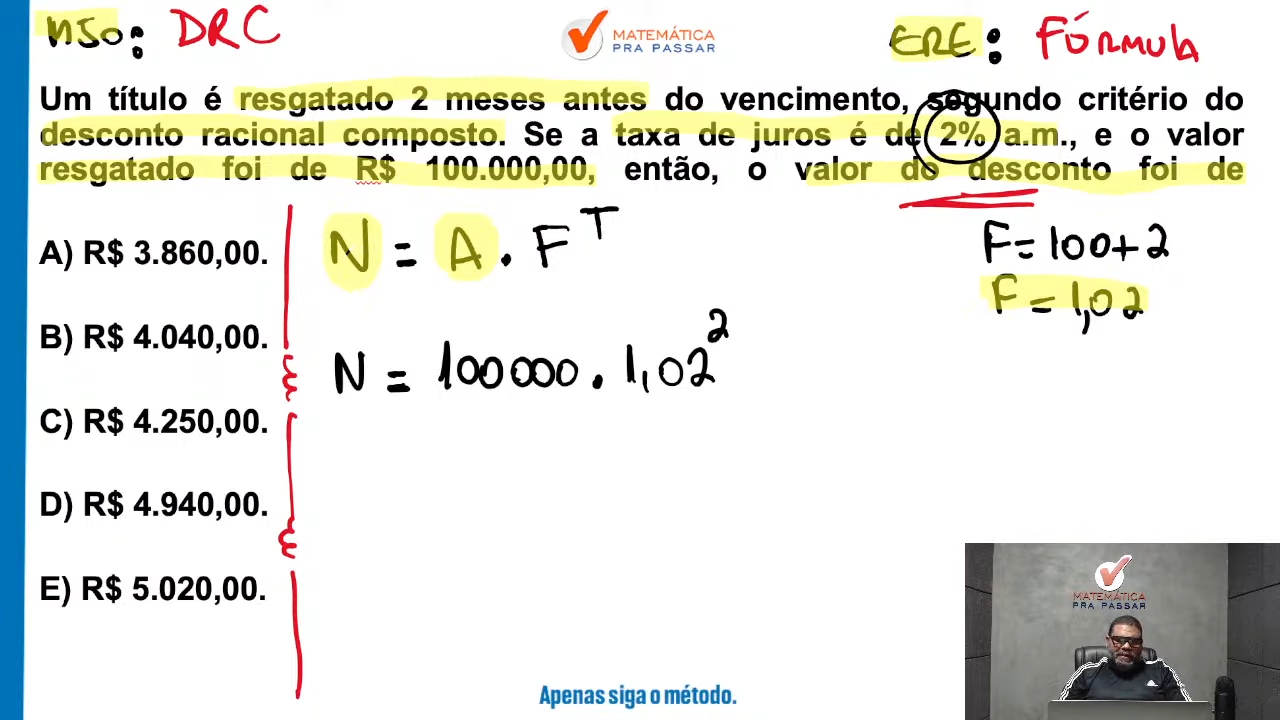 NSO: DRC
MATEMÁTICA
PRA PASSAR
ERE: FÓRMULA
Um título é resgatado 2 meses antes do vencimento, segundo critério do
desconto racional composto. Se a taxa de juros é de 2% a.m., e o valor
resgatado foi de R$ 100.000,00, então, o valor do desconto foi de
A) R$ 3.860,00.
B) R$ 4.040,00.
C) R$ 4.250,00.
D) R$ 4.940,00.
E) R$ 5.020,00.
N = A . F^T
N = 100000 . 1,02^2
F = 100 + 2
F = 1,02
MATEMÁTICA
PRA PASSAR
Apenas siga o método.